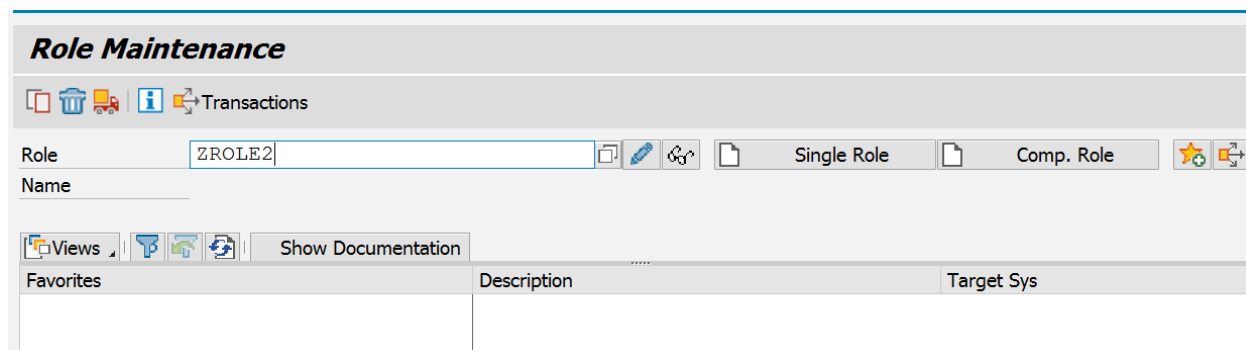 Role Maintenance
Transactions
Role ZROLE2 Single Role Comp. Role
Name
Views Show Documentation
Favorites Description Target Sys